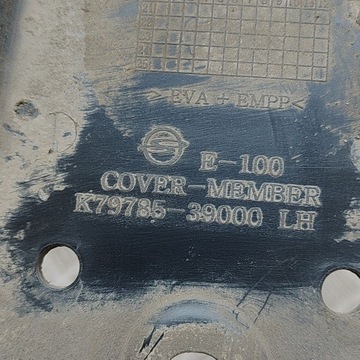 >EVA+EMPP<
E-100
COVER-MEMBER
K79785-39000 LH